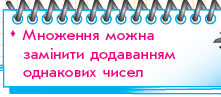 ♦ Множення можна
замінити додаванням
однакових чисел